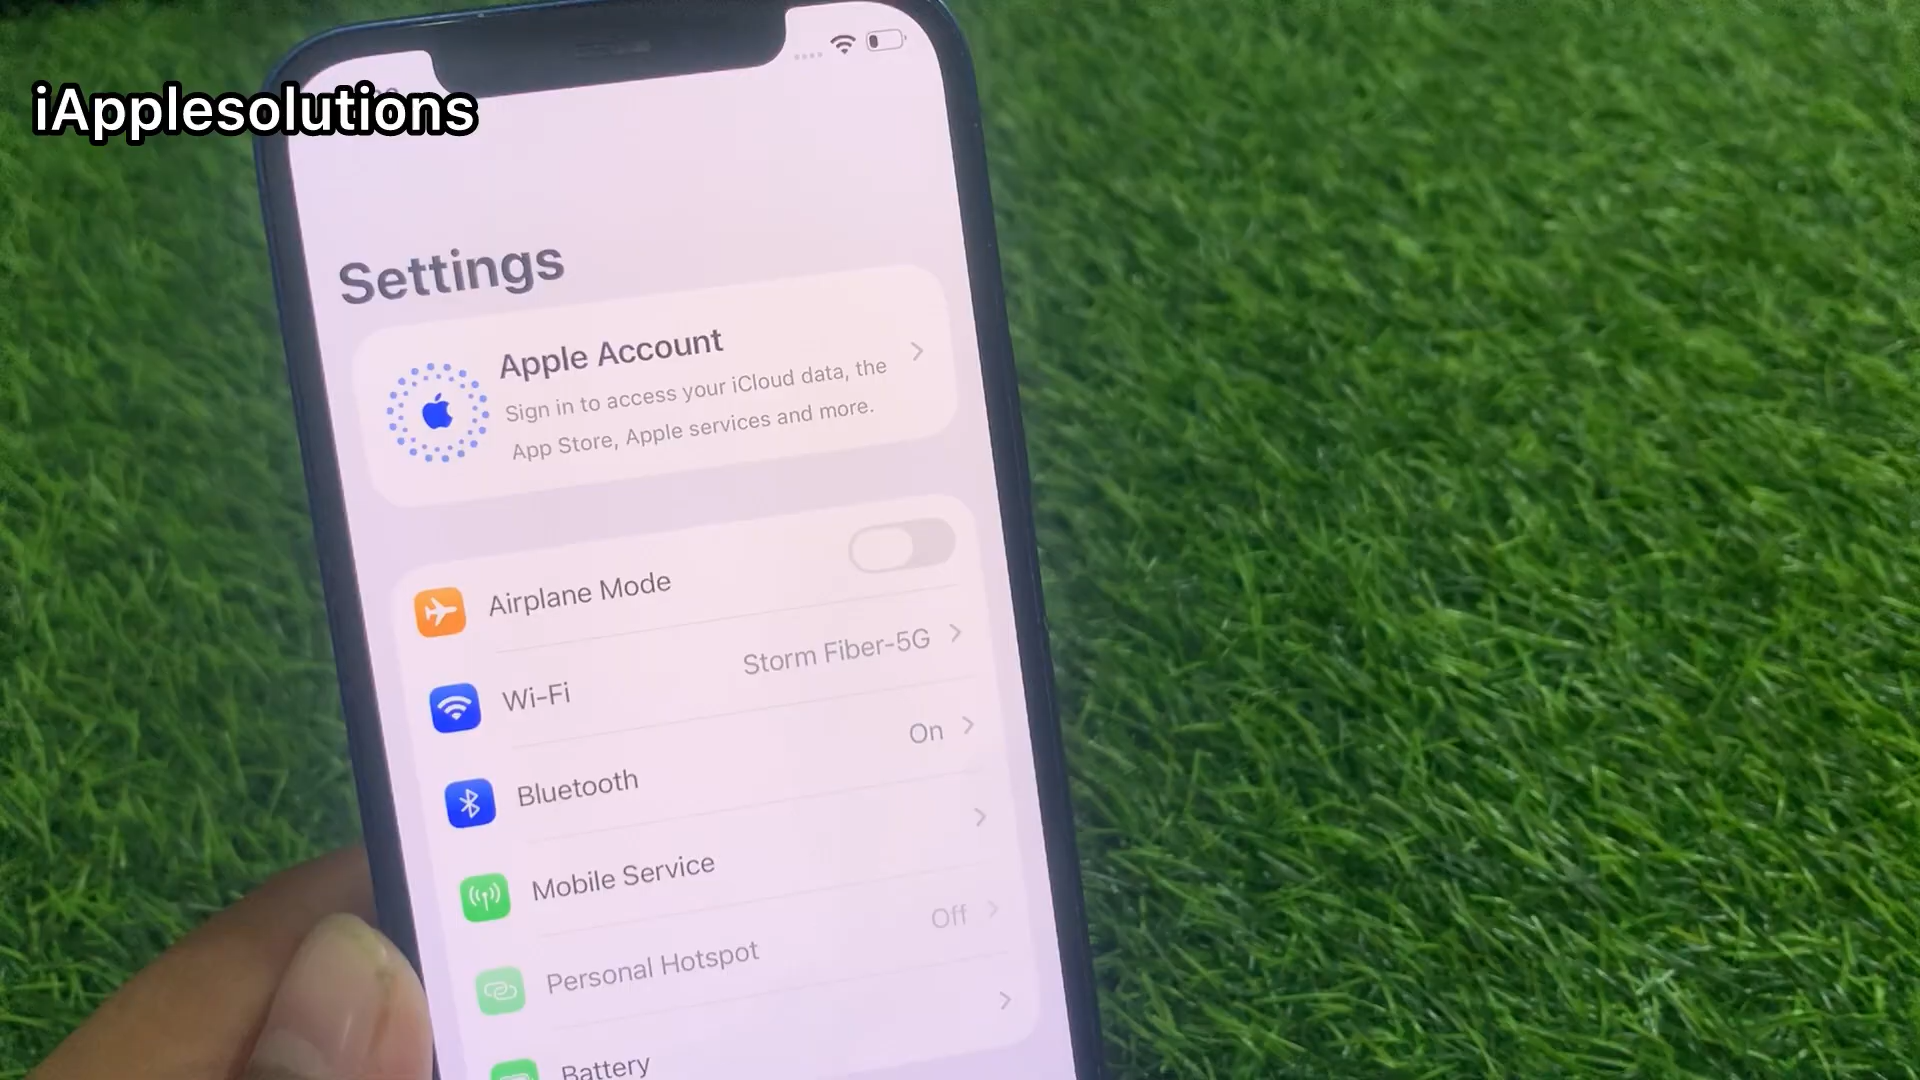 iApplesolutions
Settings
Apple Account
Sign in to access your iCloud data, the
App Store, Apple services and more.
Airplane Mode
Wi-Fi
Storm Fiber-5G
Bluetooth
On
Mobile Service
Personal Hotspot
Off
Battery